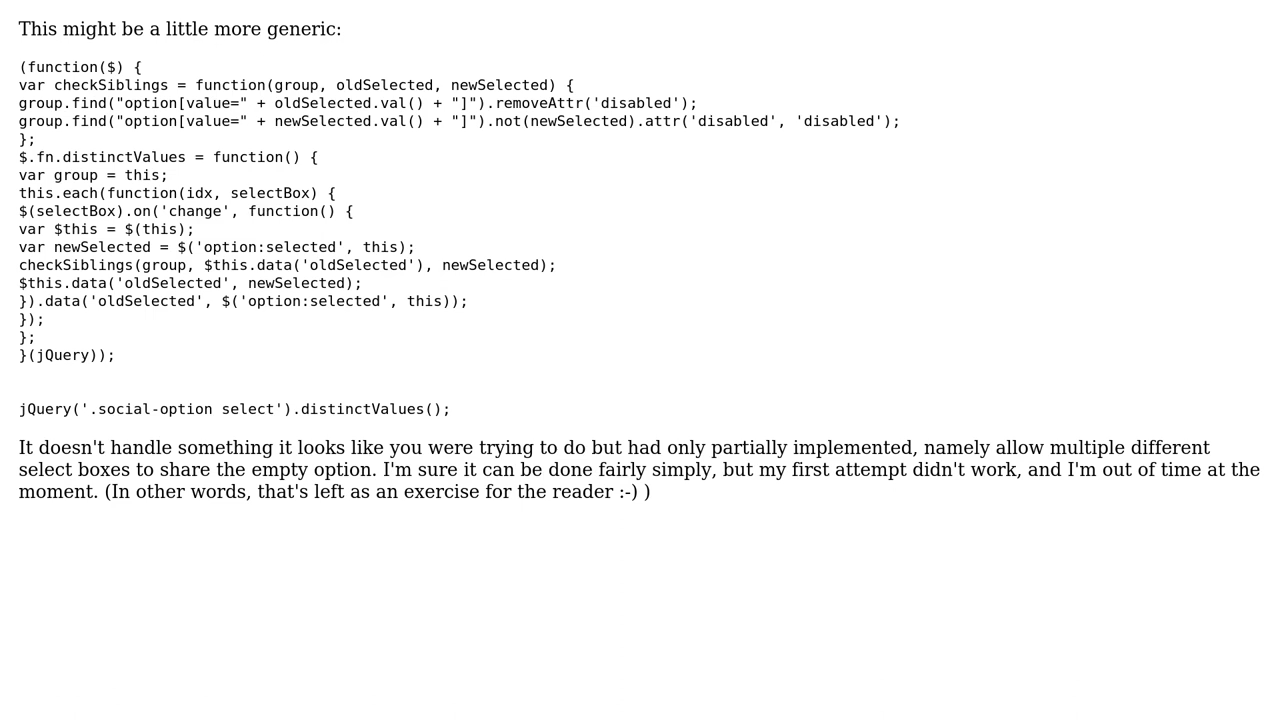 This might be a little more generic:
(function($) {
var checkSiblings = function(group, oldSelected, newSelected) {
group.find("option[value=" + oldSelected.val() + "]").removeAttr('disabled');
group.find("option[value=" + newSelected.val() + "]").not(newSelected).attr('disabled', 'disabled');
};
$.fn.distinctValues = function() {
var group = this;
this.each(function(idx, selectBox) {
$(selectBox).on('change', function() {
var $this = $(this);
var newSelected = $('option:selected', this);
checkSiblings(group, $this.data('oldSelected'), newSelected);
$this.data('oldSelected', newSelected);
}).data('oldSelected', $('option:selected', this));
});
};
}(jQuery));
jQuery('.social-option select').distinctValues();
It doesn't handle something it looks like you were trying to do but had only partially implemented, namely allow multiple different
select boxes to share the empty option. I'm sure it can be done fairly simply, but my first attempt didn't work, and I'm out of time at the
moment. (In other words, that's left as an exercise for the reader :-) )